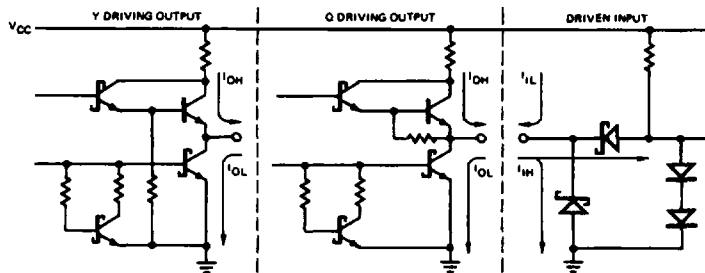 Y DRIVING OUTPUT
Q DRIVING OUTPUT
DRIVEN INPUT
VCC
IOH
IOL
IOH
IOL
IIL
IIH